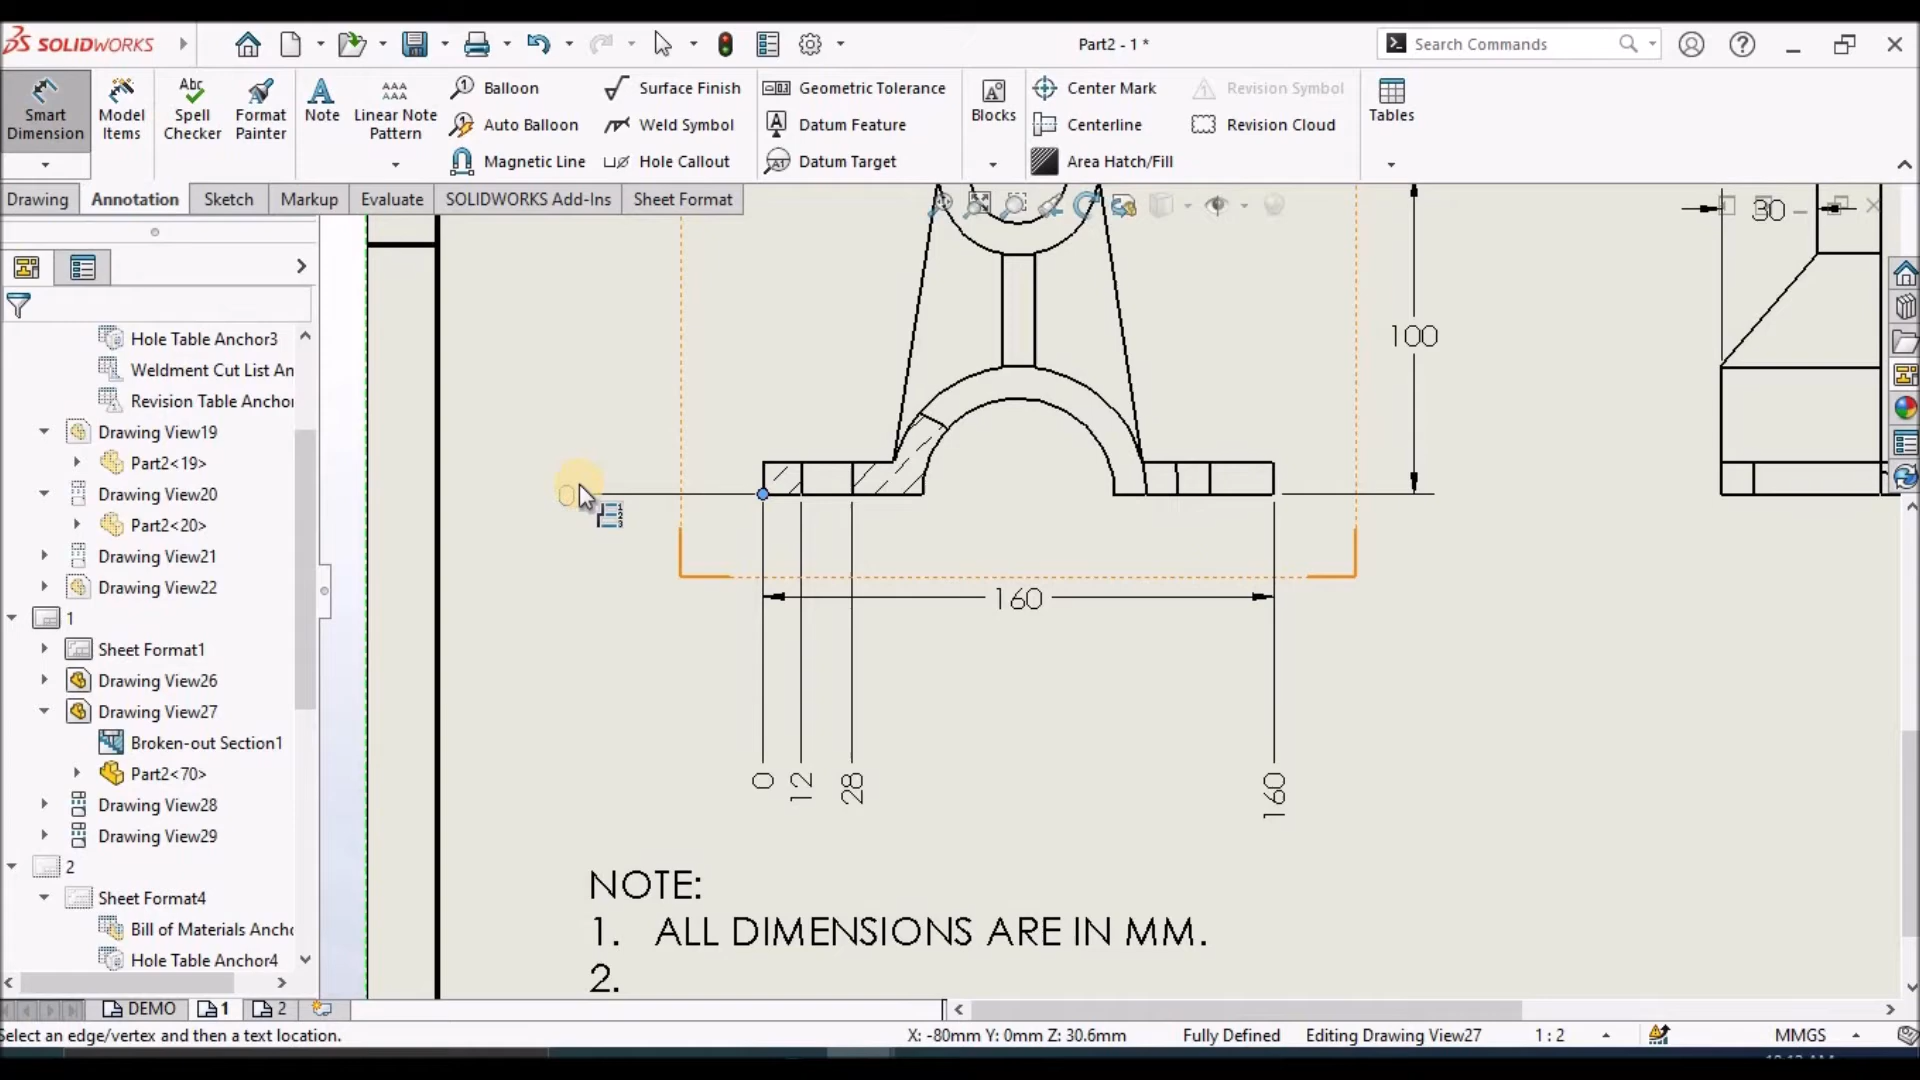 SOLIDWORKS
Part2 - 1 *
Search Commands
Smart Dimension
Model Items
Abc
Spell Checker
Format Painter
Note
AAA
AAA
Linear Note Pattern
Balloon
Auto Balloon
Magnetic Line
Surface Finish
Weld Symbol
Hole Callout
Geometric Tolerance
Datum Feature
Datum Target
Blocks
Center Mark
Centerline
Area Hatch/Fill
Revision Symbol
Revision Cloud
Tables
Drawing
Annotation
Sketch
Markup
Evaluate
SOLIDWORKS Add-Ins
Sheet Format
Hole Table Anchor3
Weldment Cut List An
Revision Table Anchor
Drawing View19
Part2<19>
Drawing View20
Part2<20>
Drawing View21
Drawing View22
1
Sheet Format1
Drawing View26
Drawing View27
Broken-out Section1
Part2<70>
Drawing View28
Drawing View29
2
Sheet Format4
Bill of Materials Ancho
Hole Table Anchor4
30
100
0
160
0
12
28
160
NOTE:
1. ALL DIMENSIONS ARE IN MM.
2.
DEMO
1
2
Select an edge/vertex and then a text location.
X: -80mm Y: 0mm Z: 30.6mm
Fully Defined
Editing Drawing View27
1 : 2
MMGS